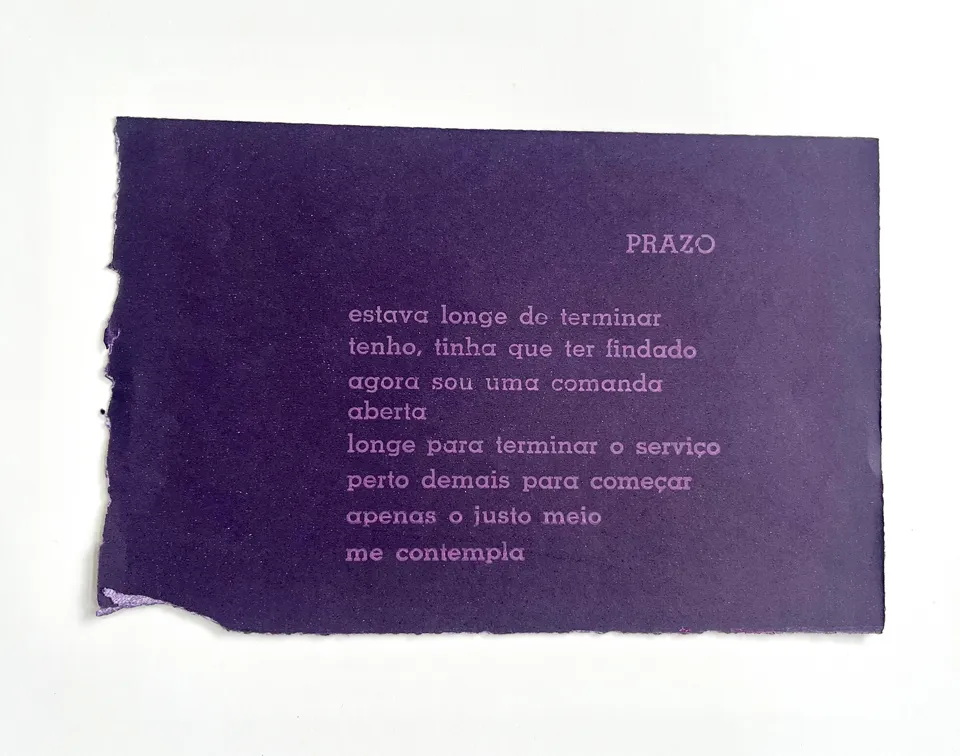 PRAZO
estava longe de terminar
tenho, tinha que ter findado
agora sou uma comanda
aberta
longe para terminar o serviço
perto demais para começar
apenas o justo meio
me contempla